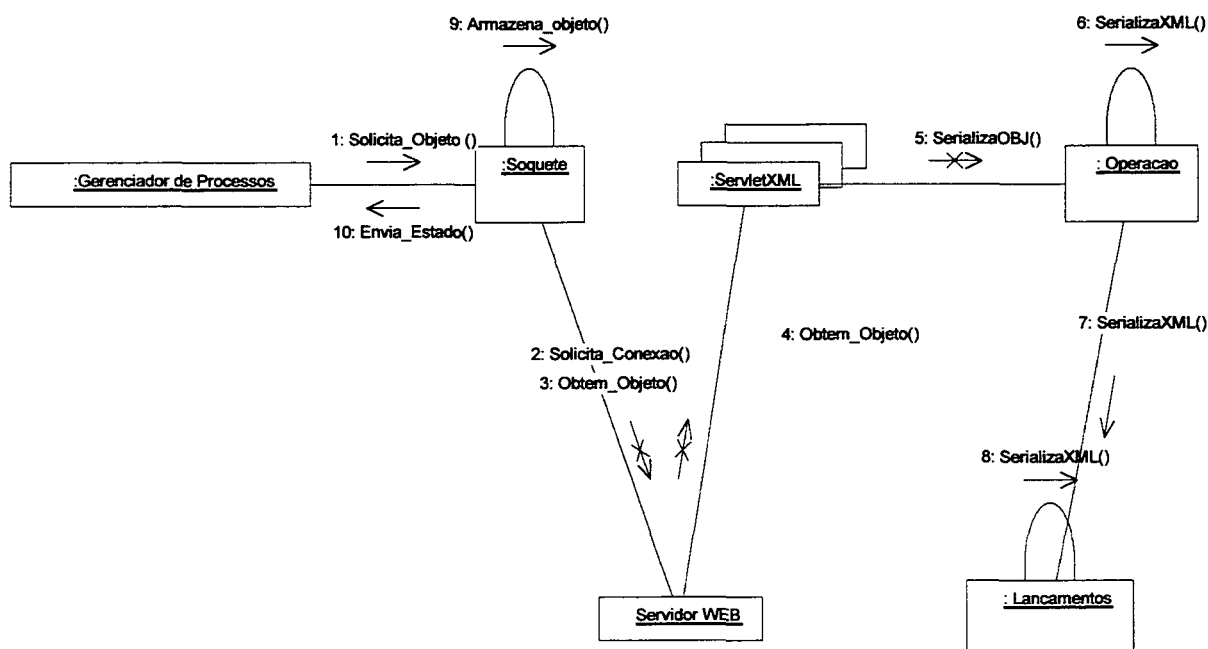 9: Armazena_objeto()
6: SerializaXML()
1: Solicita_Objeto ()
5: SerializaOBJ()
:Gerenciador de Processos
:Soquete
:ServletXML
: Operacao
10: Envia_Estado()
4: Obtem_Objeto()
7: SerializaXML()
2: Solicita_Conexao()
3: Obtem_Objeto()
8: SerializaXML()
Servidor WEB
: Lancamentos